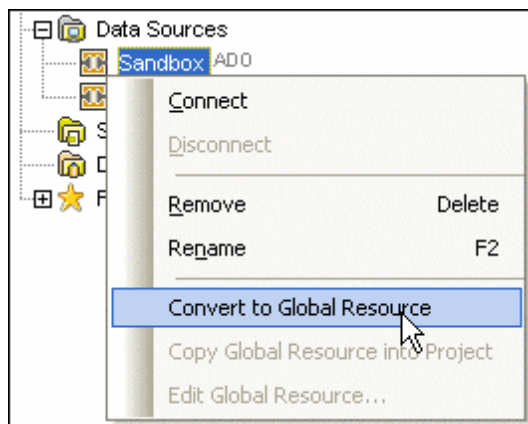 Data Sources
Sandbox ADO
Connect
Disconnect
Remove Delete
Rename F2
Convert to Global Resource
Copy Global Resource into Project
Edit Global Resource...